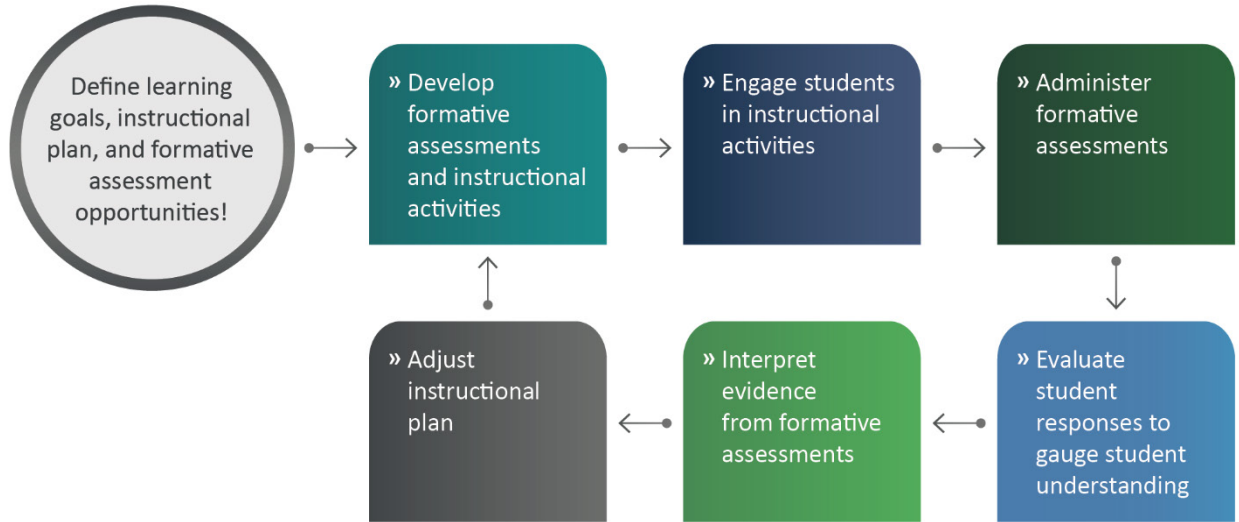 Define learning
goals, instructional
plan, and formative
assessment
opportunities!
» Develop
formative
assessments
and instructional
activities
» Engage students
in instructional
activities
» Administer
formative
assessments
» Evaluate
student
responses to
gauge student
understanding
» Interpret
evidence
from formative
assessments
» Adjust
instructional
plan